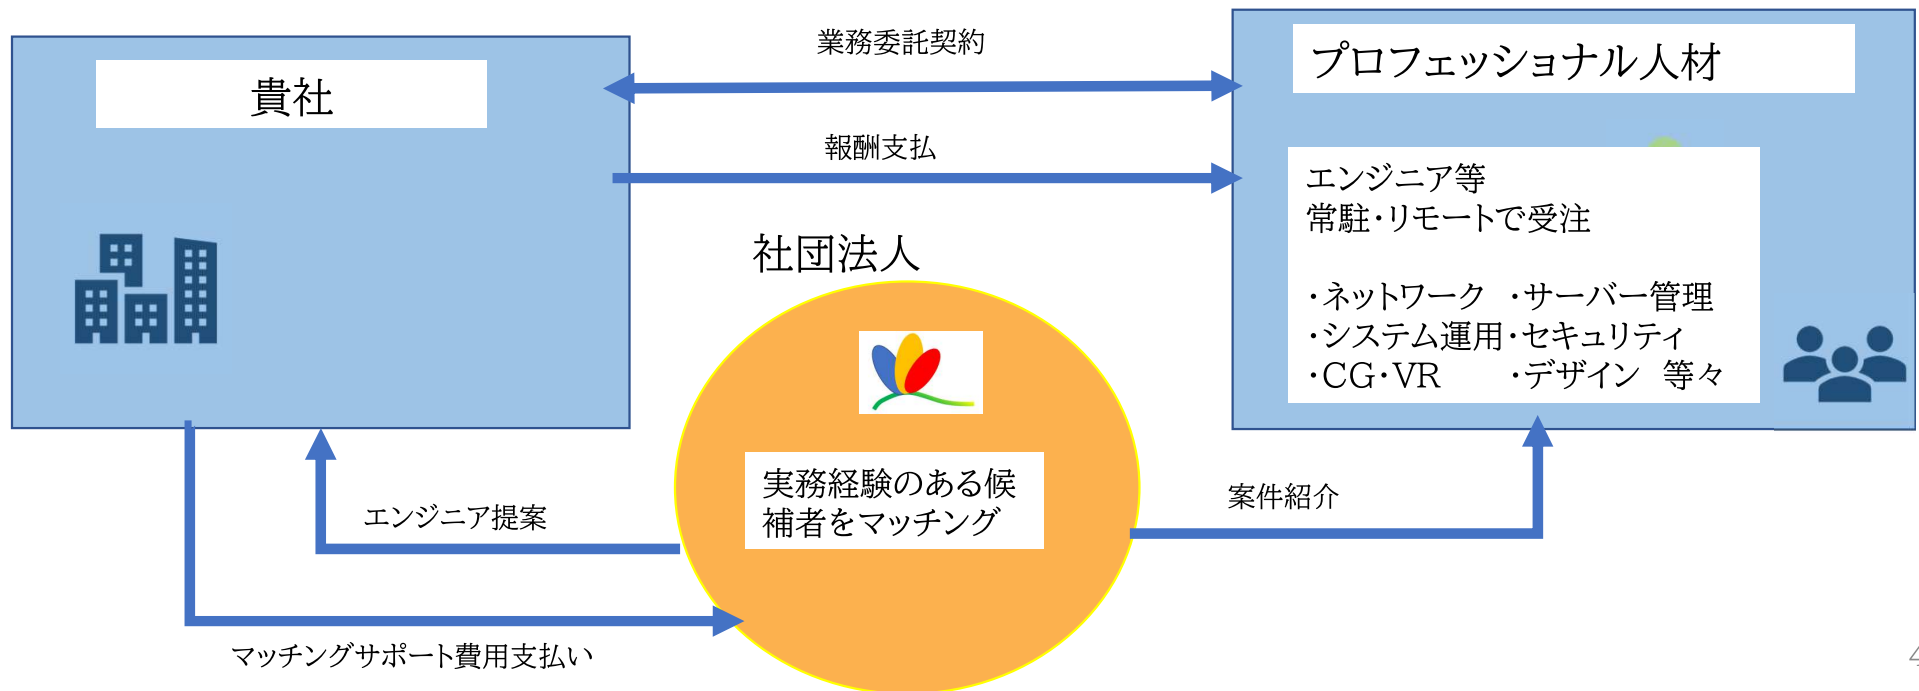 業務委託契約
貴社
プロフェッショナル人材
報酬支払
エンジニア等
常駐・リモートで受注
社団法人
・ネットワーク ・サーバー管理
・システム運用・セキュリティ
・CG・VR ・デザイン 等々
実務経験のある候
補者をマッチング
エンジニア提案
案件紹介
マッチングサポート費用支払い